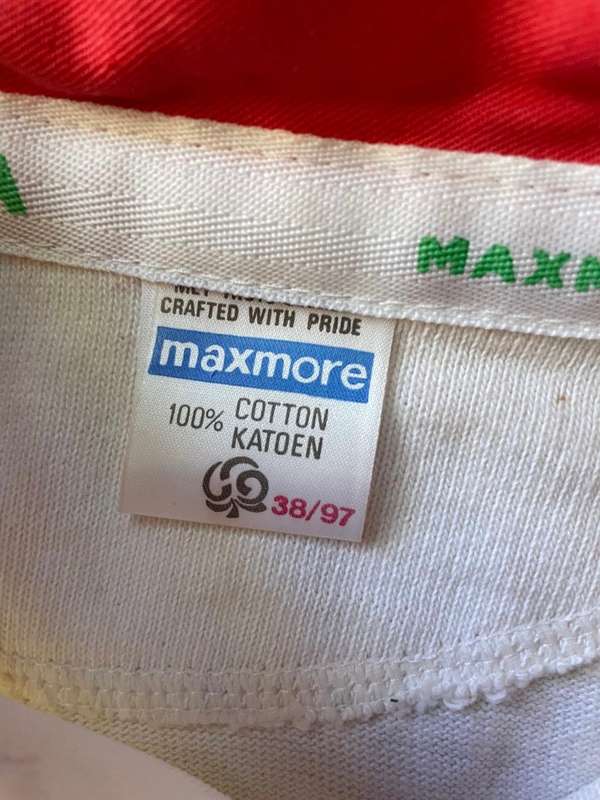 MAXM
CRAFTED WITH PRIDE
maxmore
100% COTTON
KATOEN
38/97